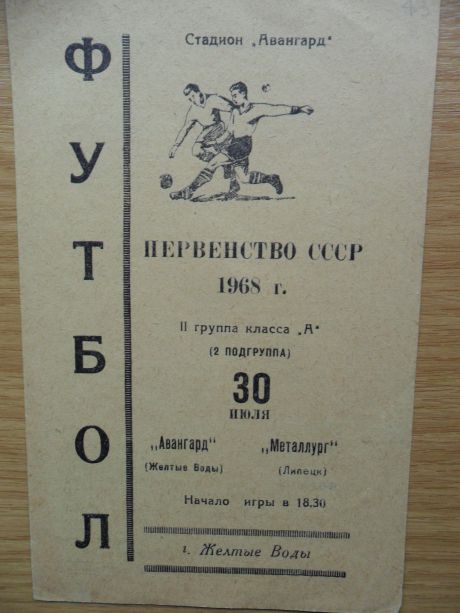 ФУТБОЛ
Стадион „Авангард“
ПЕРВЕНСТВО СССР
1968 г.
II группа класса „А“
(2 ПОДГРУППА)
30
ИЮЛЯ
„Авангард“ „Металлург“
(Желтые Воды) (Липецк)
Начало игры в 18.30
г. Желтые Воды